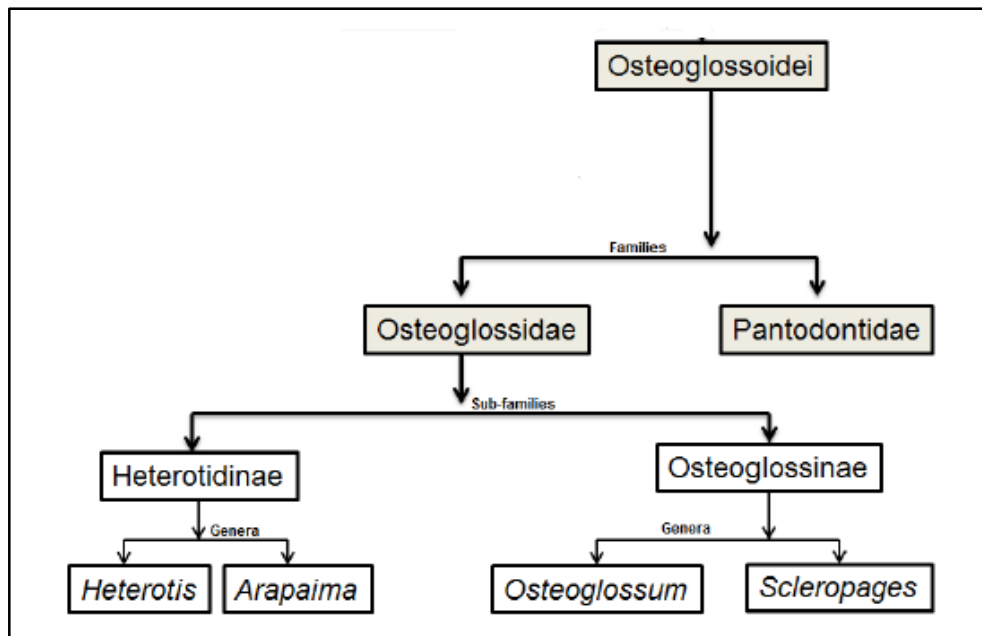 Osteoglossoidei
Families
Osteoglossidae
Pantodontidae
Sub-families
Heterotidinae
Osteoglossinae
Genera
Genera
Heterotis
Arapaima
Osteoglossum
Scleropages